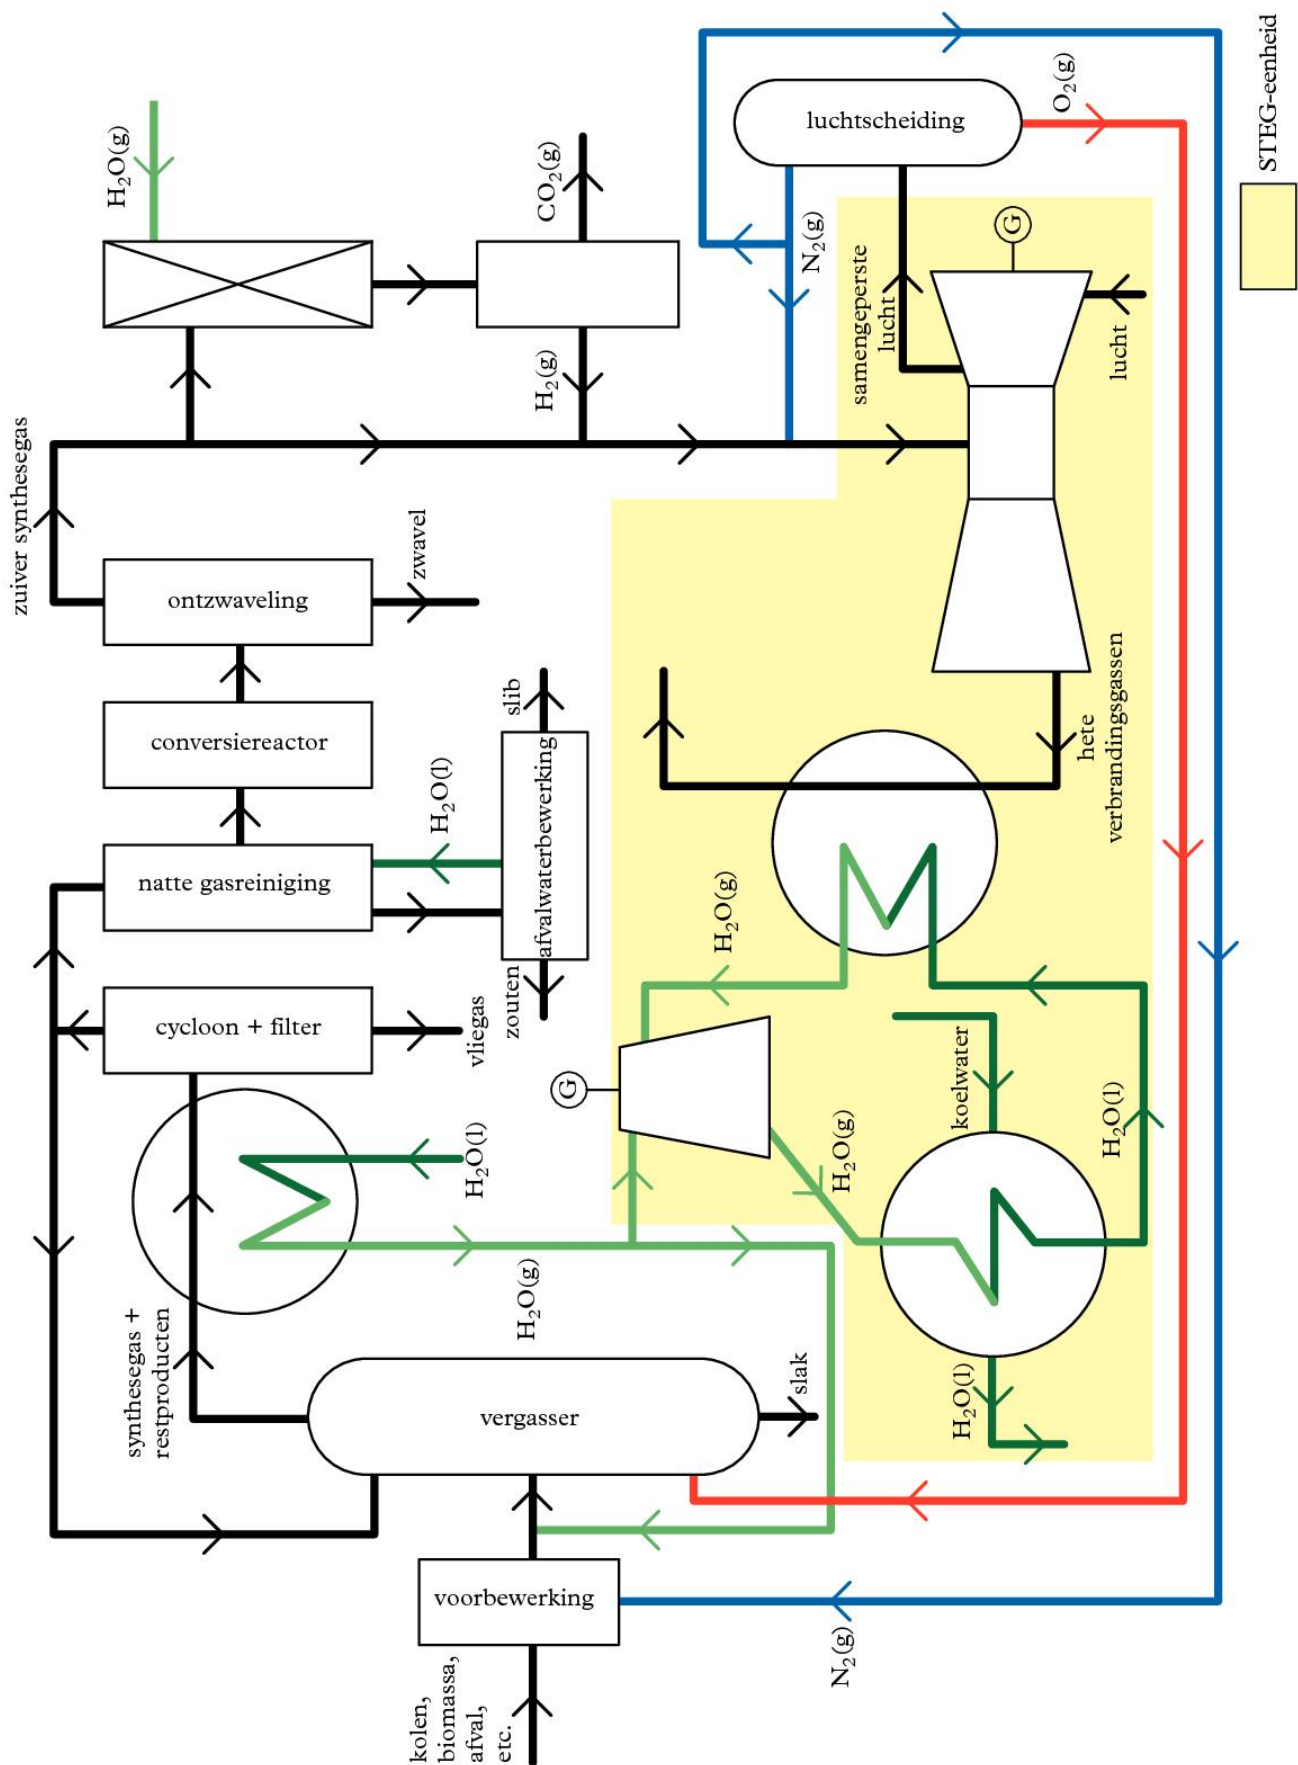 H₂O(g)
luchtscheiding
O₂(g)
STEG-eenheid
CO₂(g)
N₂(g)
G
samengeperste
lucht
lucht
H₂(g)
zuiver synthesegas
ontzwaveling
zwavel
conversiereactor
slib
H₂O(l)
afvalwaterbewerking
natte gasreiniging
zouten
hete
verbrandingsgassen
H₂O(g)
cycloon + filter
vliegas
G
koelwater
H₂O(l)
H₂O(g)
H₂O(l)
H₂O(g)
synthesegas +
restproducten
vergasser
slak
H₂O(l)
voorbewerking
N₂(g)
kolen,
biomassa,
afval,
etc.